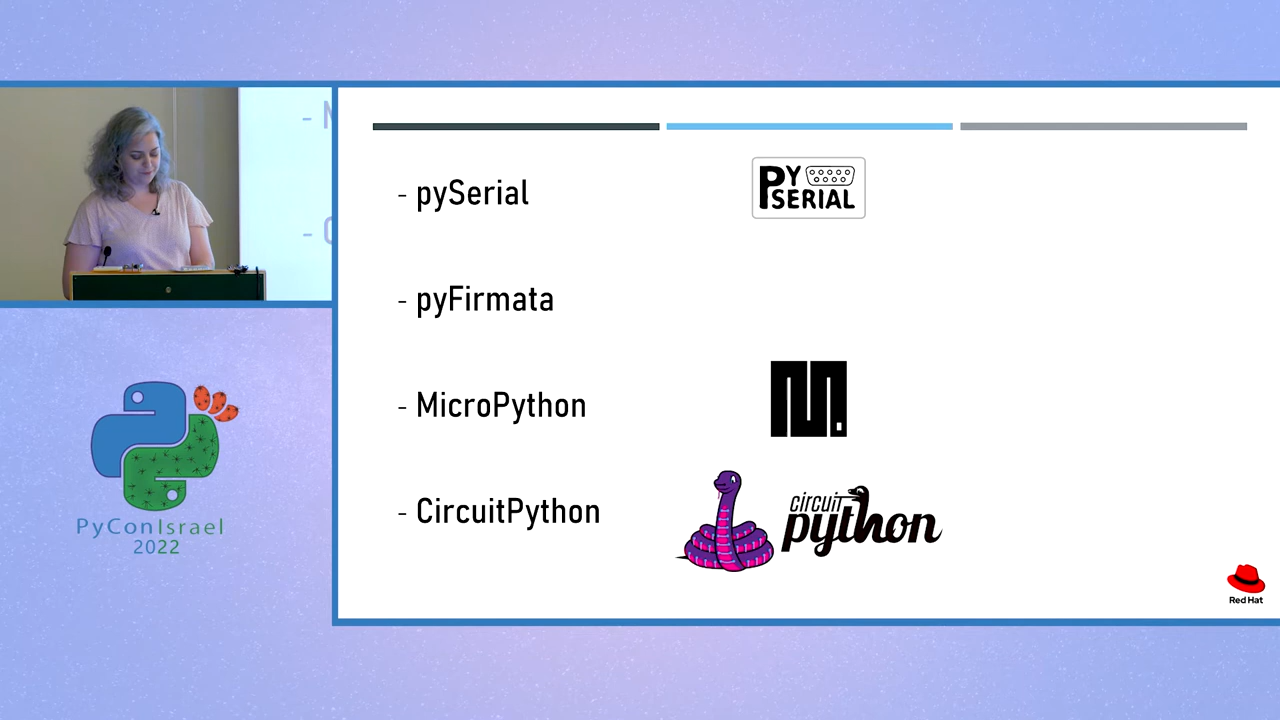 - N
- C
- pySerial
PY SERIAL
- pyFirmata
- MicroPython
- CircuitPython
circuit
python
PyConIsrael
2022
Red Hat